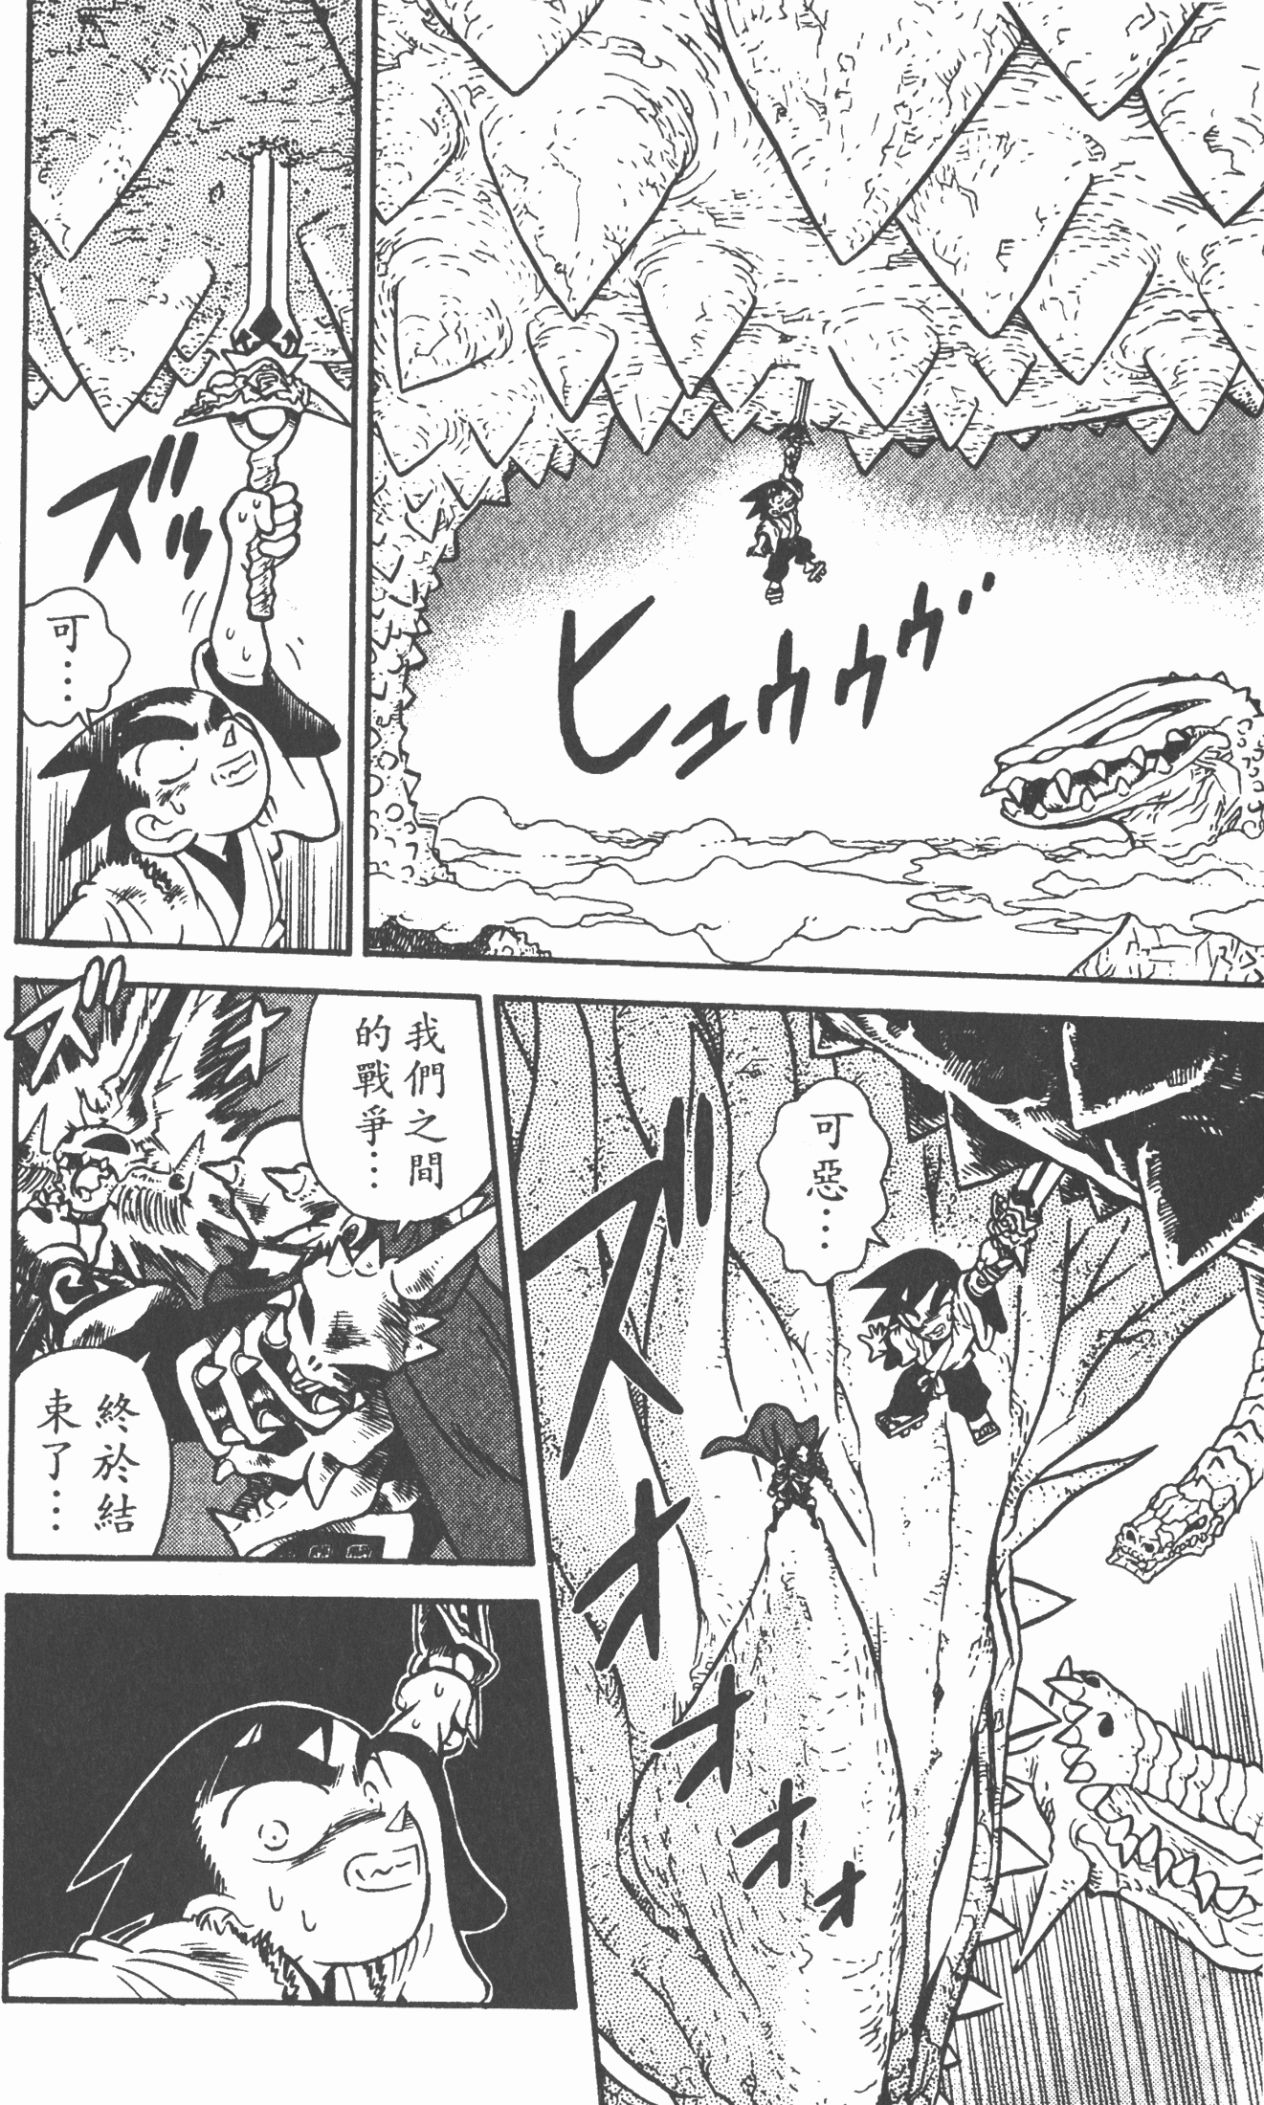 ヒュウウウ‥
ズッ
可…
可惡…
ズオオオオ
我們之間
的戰爭…
ズオ
終於結
束了…